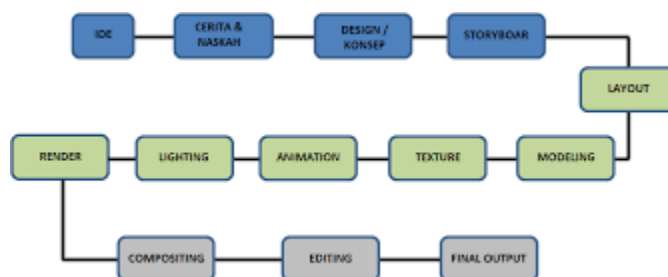 IDE
CERITA &
NASKAH
DESIGN /
KONSEP
STORYBOAR
LAYOUT
RENDER
LIGHTING
ANIMATION
TEXTURE
MODELING
COMPOSITING
EDITING
FINAL OUTPUT